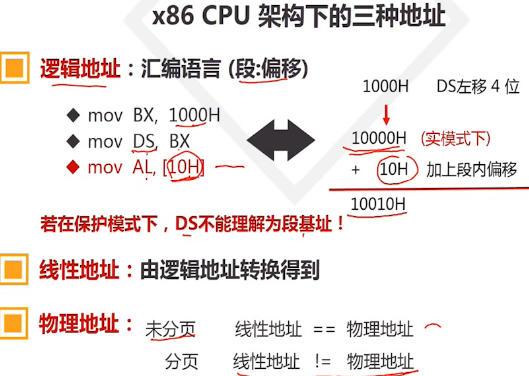 x86 CPU 架构下的三种地址
逻辑地址：汇编语言 (段:偏移)
◆ mov BX, 1000H
◆ mov DS, BX
◆ mov AL, [10H]
1000H DS左移 4 位
10000H (实模式下)
+ 10H 加上段内偏移
10010H
若在保护模式下，DS不能理解为段基址！
线性地址：由逻辑地址转换得到
物理地址：未分页 线性地址 == 物理地址
分页 线性地址 != 物理地址